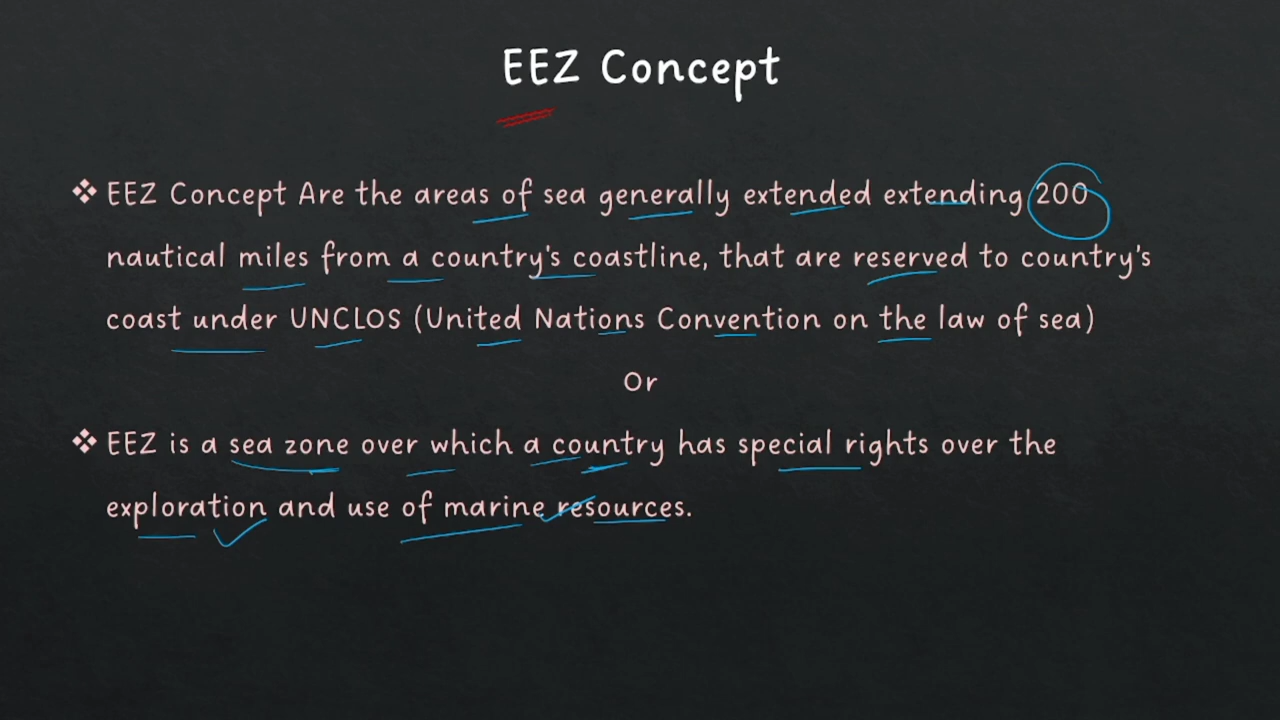 EEZ Concept
❖ EEZ Concept Are the areas of sea generally extended extending 200
nautical miles from a country's coastline, that are reserved to country's
coast under UNCLOS (United Nations Convention on the law of sea)
Or
❖ EEZ is a sea zone over which a country has special rights over the
exploration and use of marine resources.